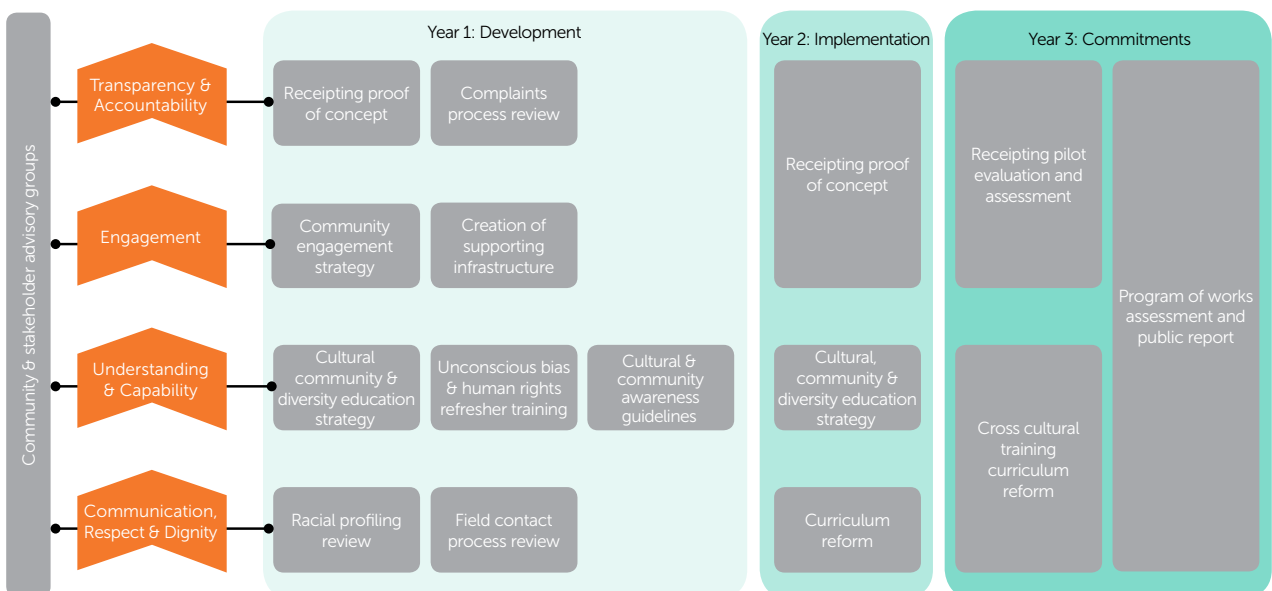 Community & stakeholder advisory groups
Transparency &
Accountability
Engagement
Understanding
& Capability
Communication,
Respect & Dignity
Year 1: Development
Receipting proof
of concept
Complaints
process review
Community
engagement
strategy
Creation of
supporting
infrastructure
Cultural
community &
diversity education
strategy
Unconscious bias
& human rights
refresher training
Cultural &
community
awareness
guidelines
Racial profiling
review
Field contact
process review
Year 2: Implementation
Receipting proof
of concept
Cultural,
community &
diversity education
strategy
Curriculum
reform
Year 3: Commitments
Receipting pilot
evaluation and
assessment
Cross cultural
training
curriculum
reform
Program of works
assessment and
public report